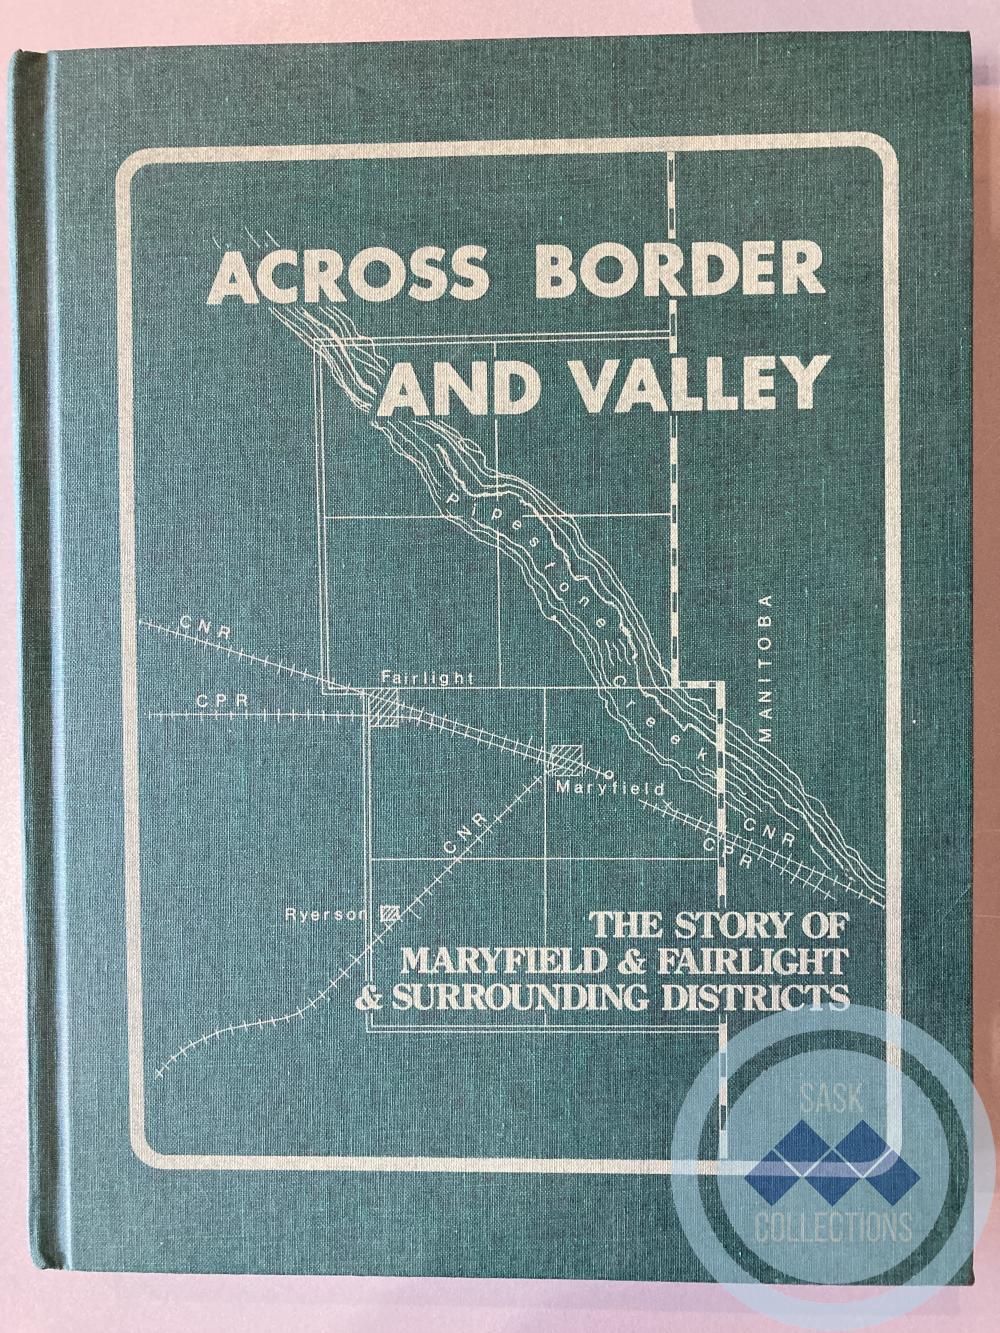 ACROSS BORDER
AND VALLEY
Pipestone Creek
MANITOBA
CNR
CPR
Fairlight
Maryfield
CNR
CNR
CPR
Ryerson
THE STORY OF
MARYFIELD & FAIRLIGHT
& SURROUNDING DISTRICTS
SASK
COLLECTIONS